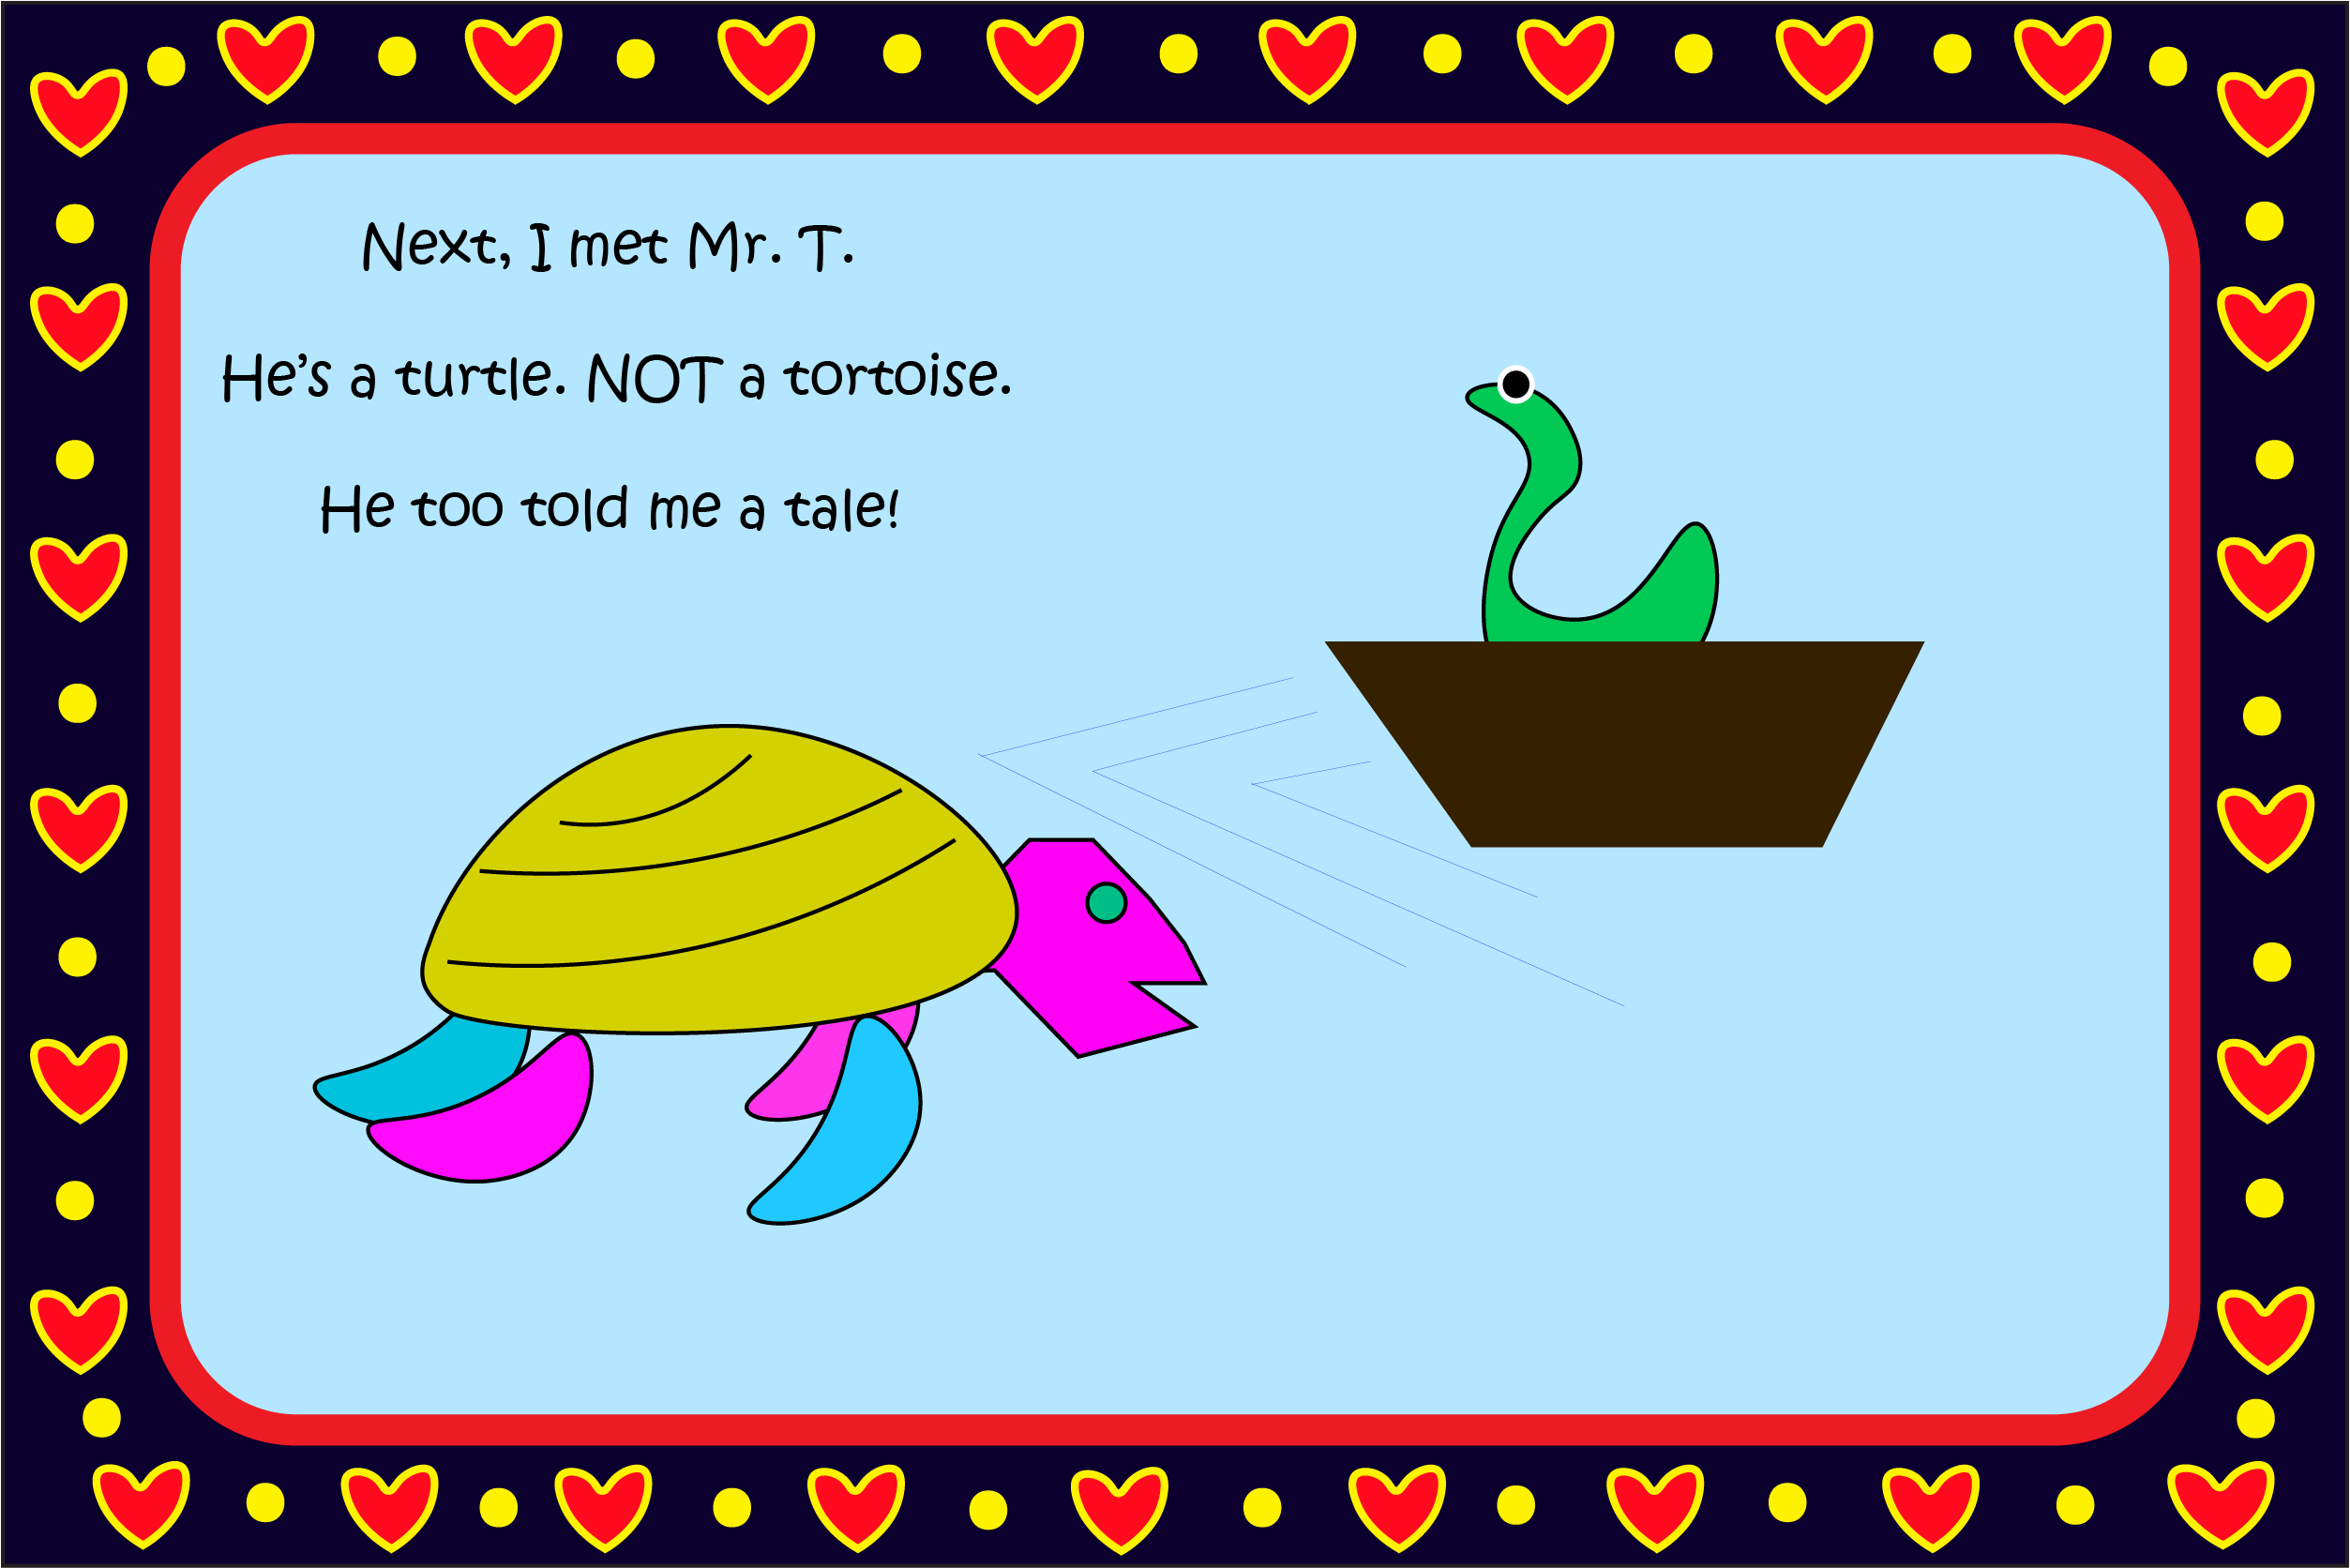 Next, I met Mr. T.
He's a turtle. NOT a tortoise.
He too told me a tale!